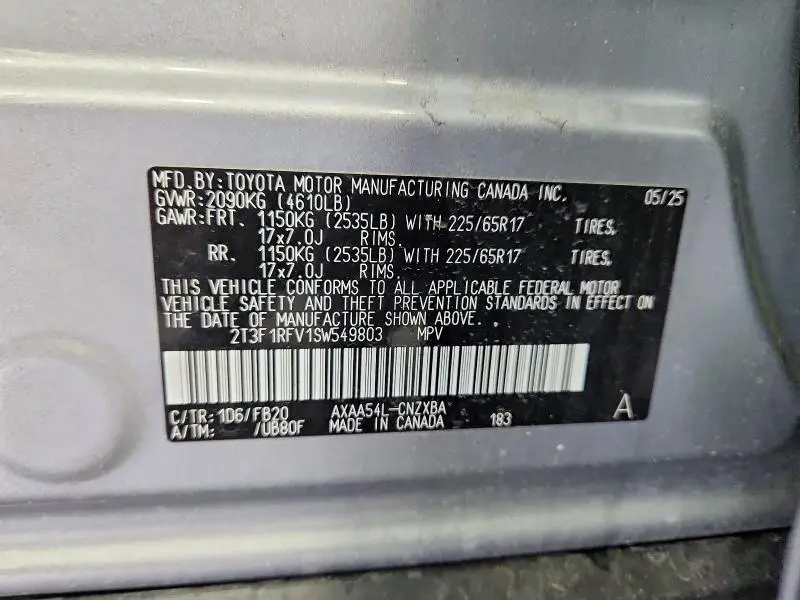 MFD.BY:TOYOTA MOTOR MANUFACTURING CANADA INC. 05/25
GVWR:2090KG (4610LB)
GAWR:FRT. 1150KG (2535LB) WITH 225/65R17 TIRES,
17x7.0J RIMS.
RR. 1150KG (2535LB) WITH 225/65R17 TIRES,
17x7.0J RIMS.
THIS VEHICLE CONFORMS TO ALL APPLICABLE FEDERAL MOTOR
VEHICLE SAFETY AND THEFT PREVENTION STANDARDS IN EFFECT ON
THE DATE OF MANUFACTURE SHOWN ABOVE.
2T3F1RFV1SW549803 MPV
C/TR:1D6/FB20 AXAA54L-CNZXBA
A/TM: /UB80F MADE IN CANADA 183 A